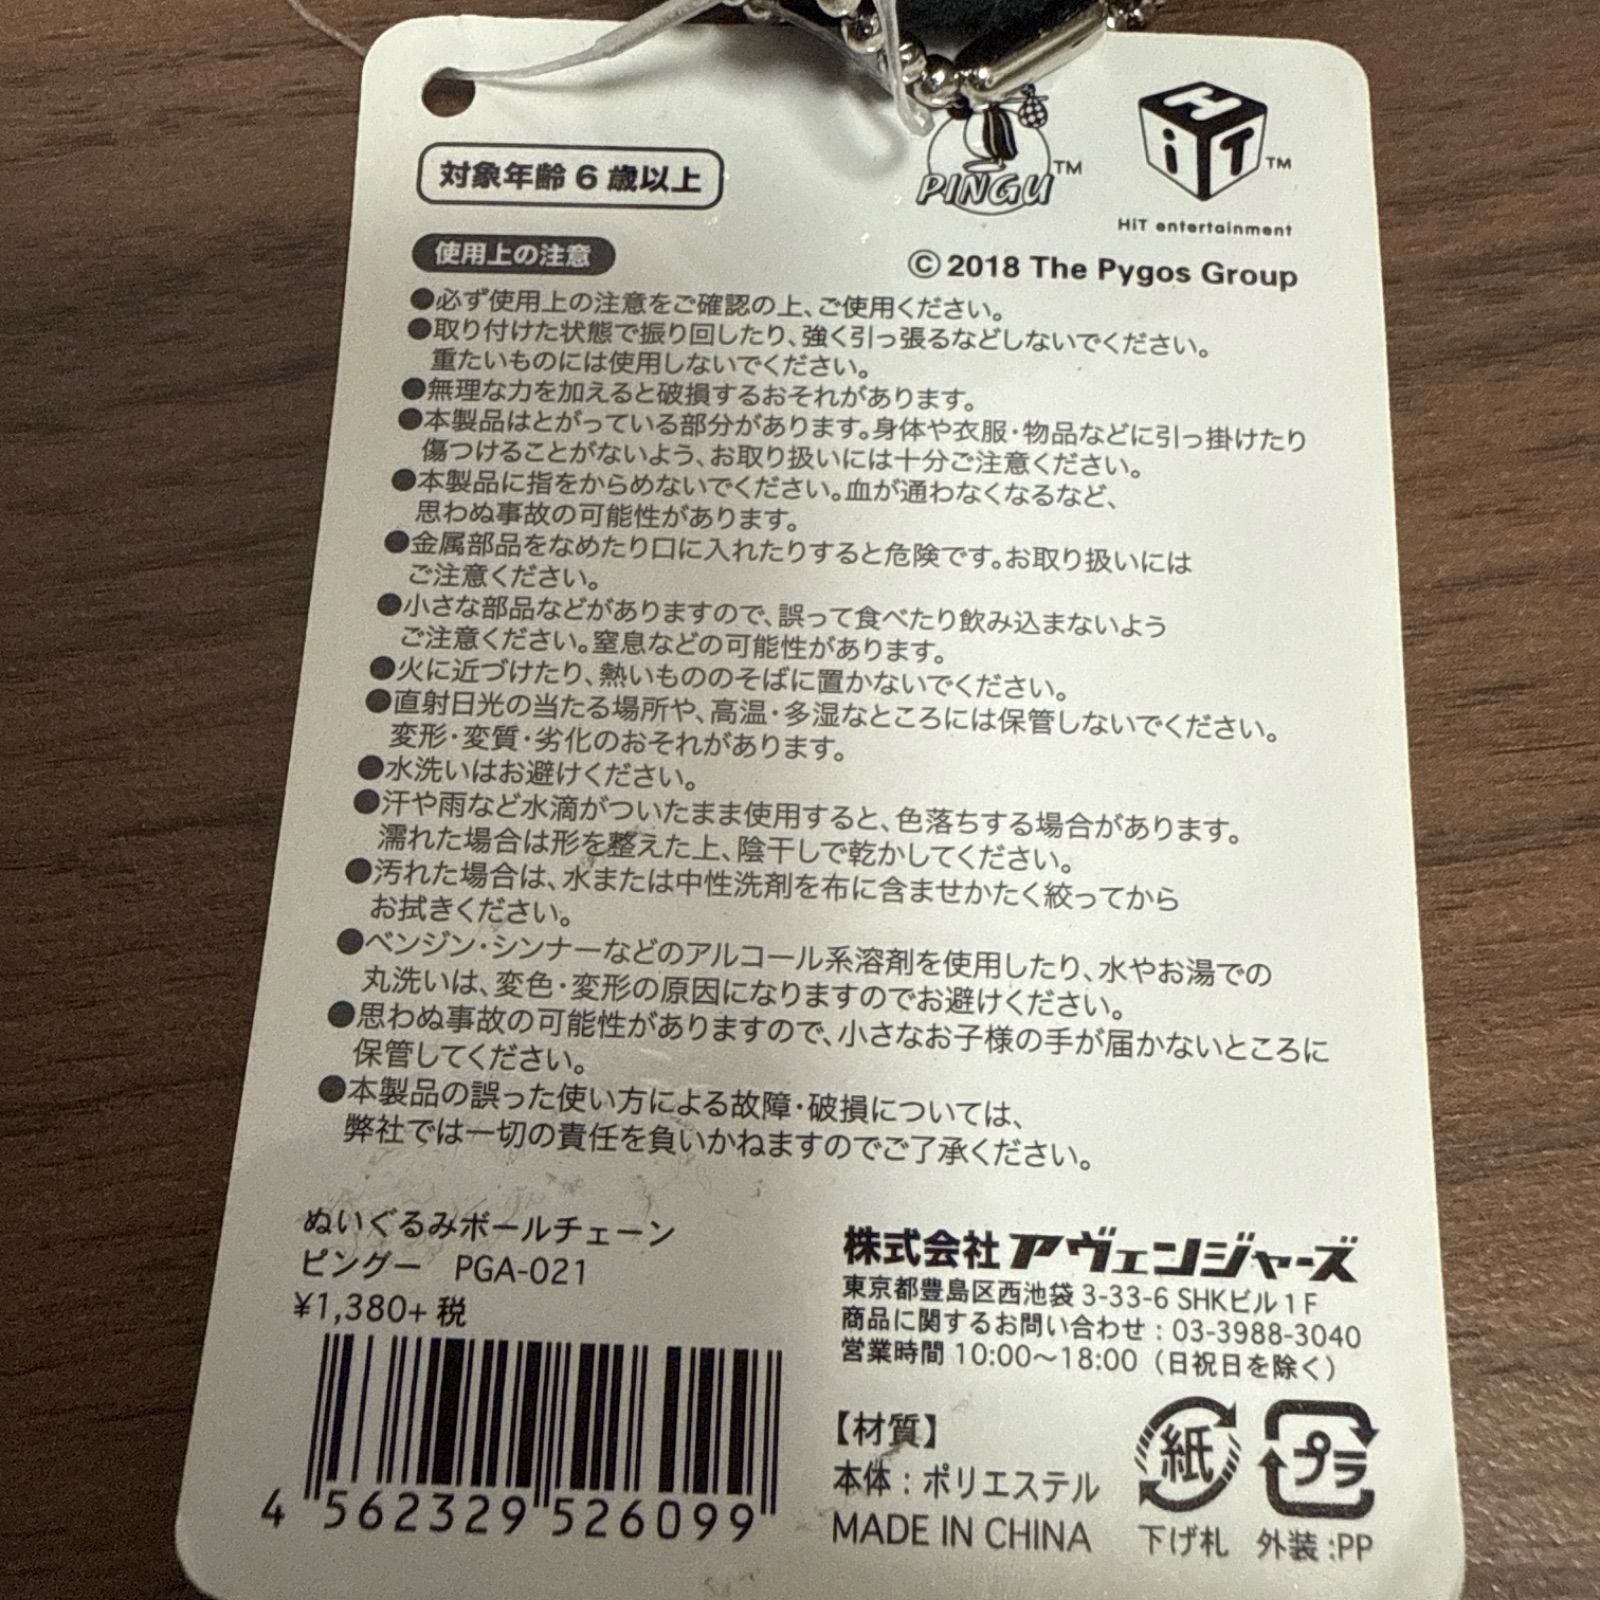 対象年齢 6 歳以上
PINGU™
HiT™
HiT entertainment
使用上の注意
© 2018 The Pygos Group
●必ず使用上の注意をご確認の上、ご使用ください。
●取り付けた状態で振り回したり、強く引っ張るなどしないでください。
重たいものには使用しないでください。
●無理な力を加えると破損するおそれがあります。
●本製品はとがっている部分があります。身体や衣服・物品などに引っ掛けたり
傷つけることがないよう、お取り扱いには十分ご注意ください。
●本製品に指をからめないでください。血が通わなくなるなど、
思わぬ事故の可能性があります。
●金属部品をなめたり口に入れたりすると危険です。お取り扱いには
ご注意ください。
●小さな部品などがありますので、誤って食べたり飲み込まないよう
ご注意ください。窒息などの可能性があります。
●火に近づけたり、熱いもののそばに置かないでください。
●直射日光の当たる場所や、高温・多湿なところには保管しないでください。
変形・変質・劣化のおそれがあります。
●水洗いはお避けください。
●汗や雨など水滴がついたまま使用すると、色落ちする場合があります。
濡れた場合は形を整えた上、陰干しで乾かしてください。
●汚れた場合は、水または中性洗剤を布に含ませかたく絞ってから
お拭きください。
●ベンジン・シンナーなどのアルコール系溶剤を使用したり、水やお湯での
丸洗いは、変色・変形の原因になりますのでお避けください。
●思わぬ事故の可能性がありますので、小さなお子様の手が届かないところに
保管してください。
●本製品の誤った使い方による故障・破損については、
弊社では一切の責任を負いかねますのでご了承ください。
ぬいぐるみボールチェーン
ピングー PGA-021
¥1,380+ 税
4 562329 526099
株式会社アヴェンジャーズ
東京都豊島区西池袋 3-33-6 SHKビル1F
商品に関するお問い合わせ：03-3988-3040
営業時間 10:00～18:00（日祝日を除く）
【材質】
本体：ポリエステル
MADE IN CHINA
紙
下げ札
プラ
外装:PP